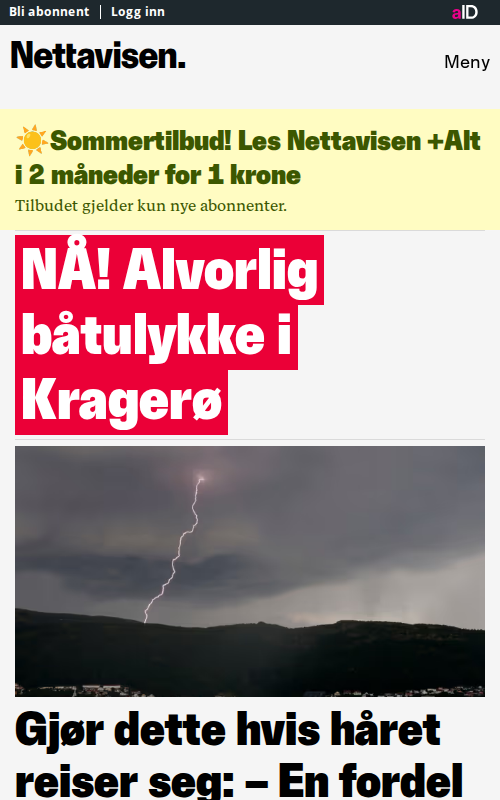 Bli abonnent | Logg inn
aID
Nettavisen.
Meny
☀️Sommertilbud! Les Nettavisen +Alt
i 2 måneder for 1 krone
Tilbudet gjelder kun nye abonnenter.
NÅ! Alvorlig
båtulykke i
Kragerø
Gjør dette hvis håret
reiser seg: – En fordel